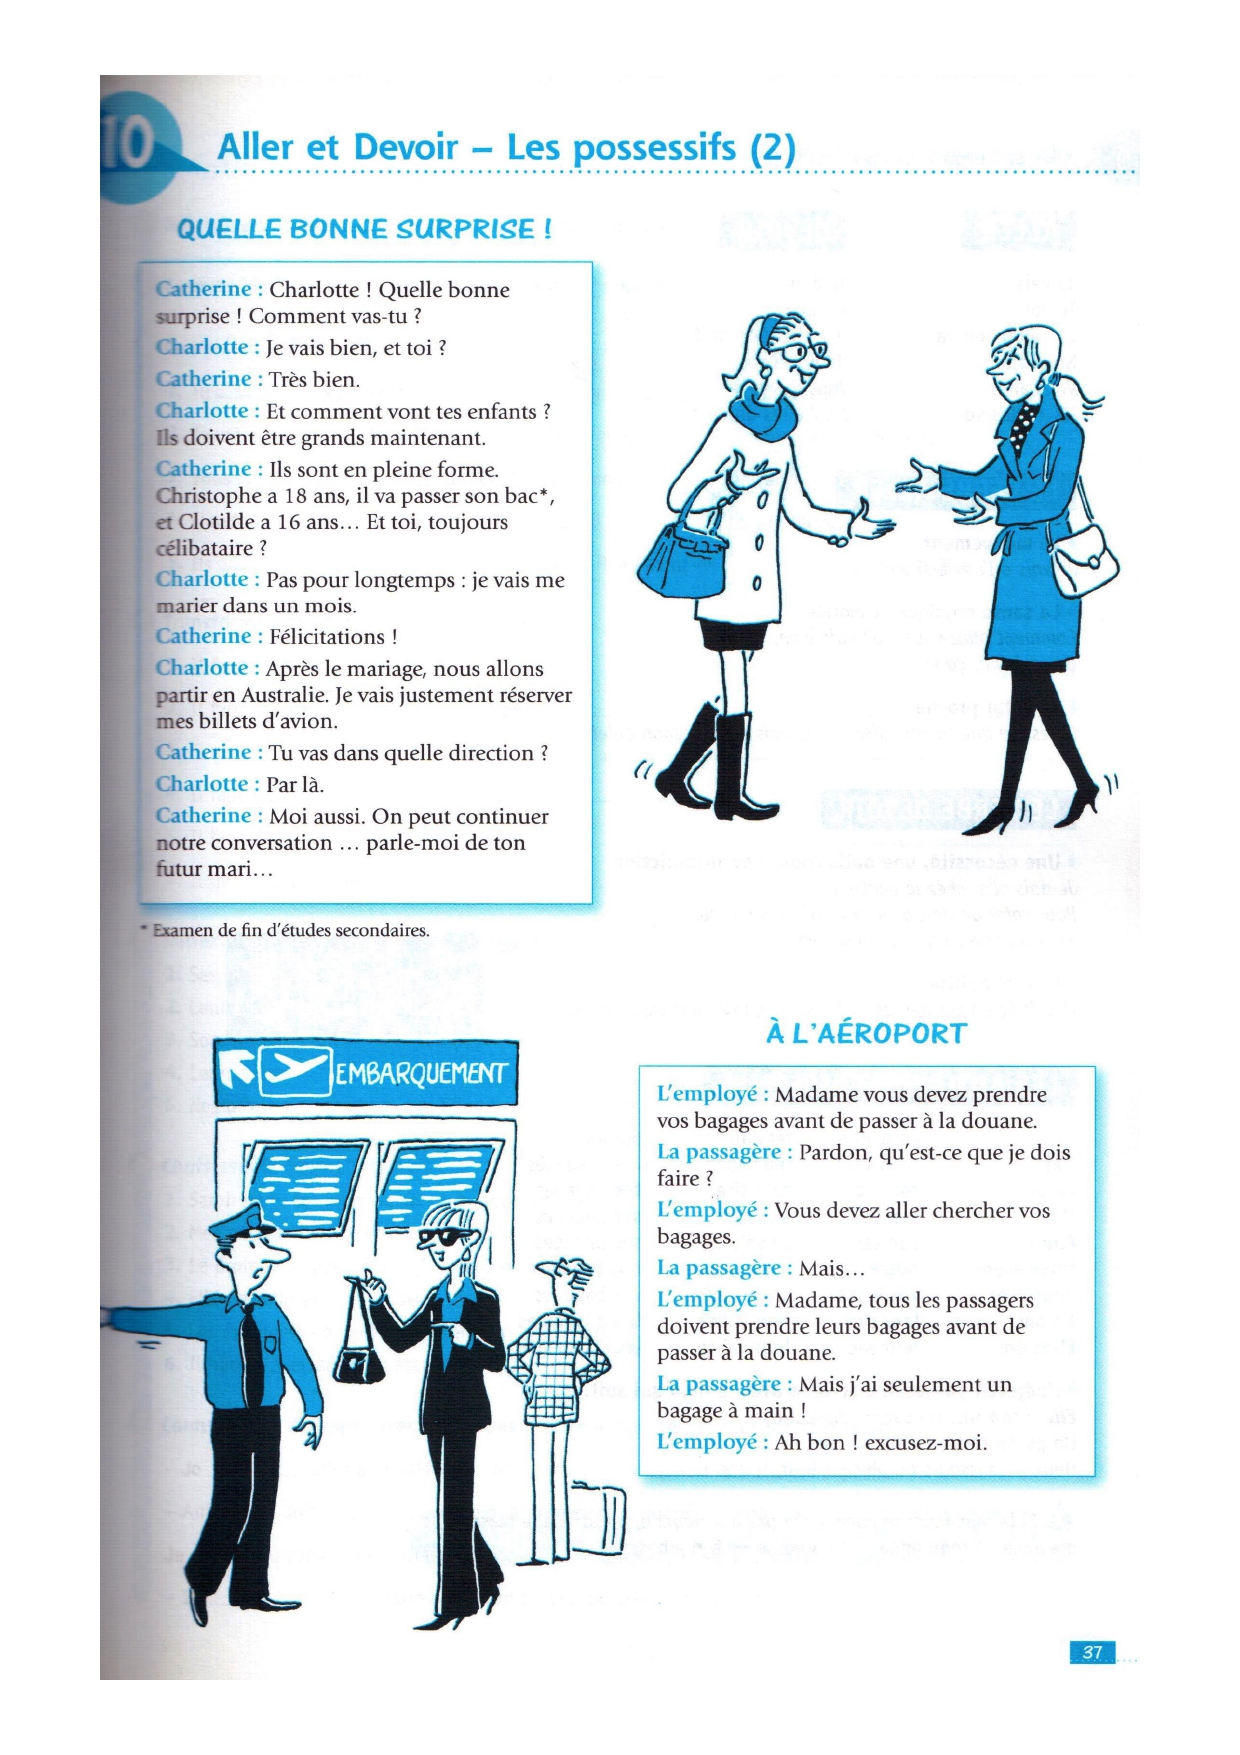 10
Aller et Devoir – Les possessifs (2)
QUELLE BONNE SURPRISE !
Catherine : Charlotte ! Quelle bonne
surprise ! Comment vas-tu ?
Charlotte : Je vais bien, et toi ?
Catherine : Très bien.
Charlotte : Et comment vont tes enfants ?
Ils doivent être grands maintenant.
Catherine : Ils sont en pleine forme.
Christophe a 18 ans, il va passer son bac*,
et Clotilde a 16 ans… Et toi, toujours
célibataire ?
Charlotte : Pas pour longtemps : je vais me
marier dans un mois.
Catherine : Félicitations !
Charlotte : Après le mariage, nous allons
partir en Australie. Je vais justement réserver
mes billets d'avion.
Catherine : Tu vas dans quelle direction ?
Charlotte : Par là.
Catherine : Moi aussi. On peut continuer
notre conversation … parle-moi de ton
futur mari…
* Examen de fin d'études secondaires.
EMBARQUEMENT
À L'AÉROPORT
L'employé : Madame vous devez prendre
vos bagages avant de passer à la douane.
La passagère : Pardon, qu'est-ce que je dois
faire ?
L'employé : Vous devez aller chercher vos
bagages.
La passagère : Mais…
L'employé : Madame, tous les passagers
doivent prendre leurs bagages avant de
passer à la douane.
La passagère : Mais j'ai seulement un
bagage à main !
L'employé : Ah bon ! excusez-moi.
37